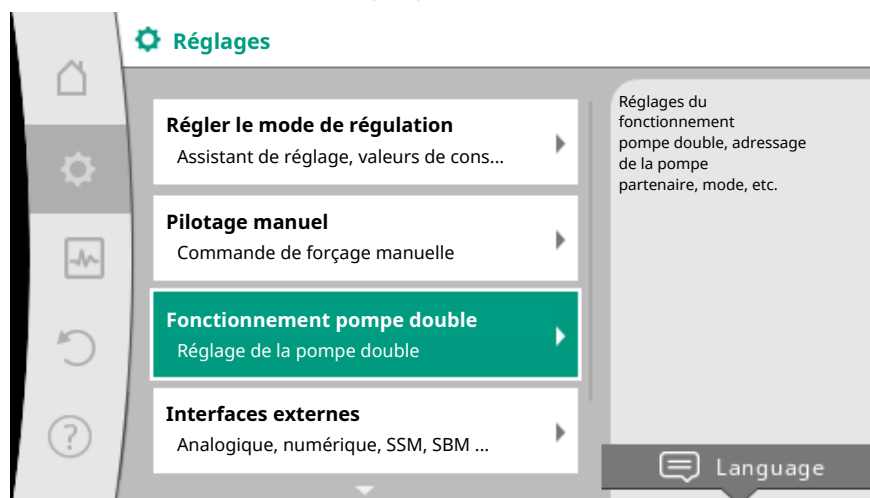 Réglages
Régler le mode de régulation
Assistant de réglage, valeurs de cons...
Pilotage manuel
Commande de forçage manuelle
Fonctionnement pompe double
Réglage de la pompe double
Interfaces externes
Analogique, numérique, SSM, SBM ...
Réglages du
fonctionnement
pompe double, adressage
de la pompe
partenaire, mode, etc.
Language